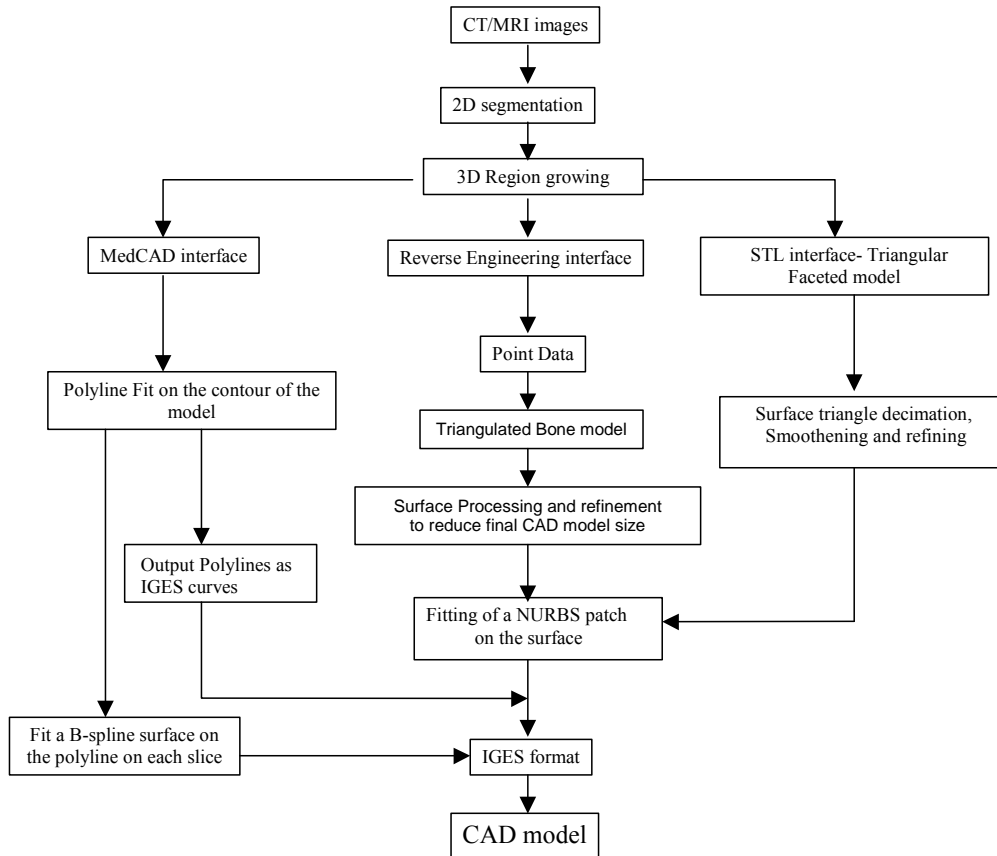 CT/MRI images
2D segmentation
3D Region growing
MedCAD interface
Reverse Engineering interface
STL interface- Triangular
Faceted model
Point Data
Polyline Fit on the contour of the
model
Triangulated Bone model
Surface triangle decimation,
Smoothening and refining
Surface Processing and refinement
to reduce final CAD model size
Output Polylines as
IGES curves
Fitting of a NURBS patch
on the surface
Fit a B-spline surface on
the polyline on each slice
IGES format
CAD model